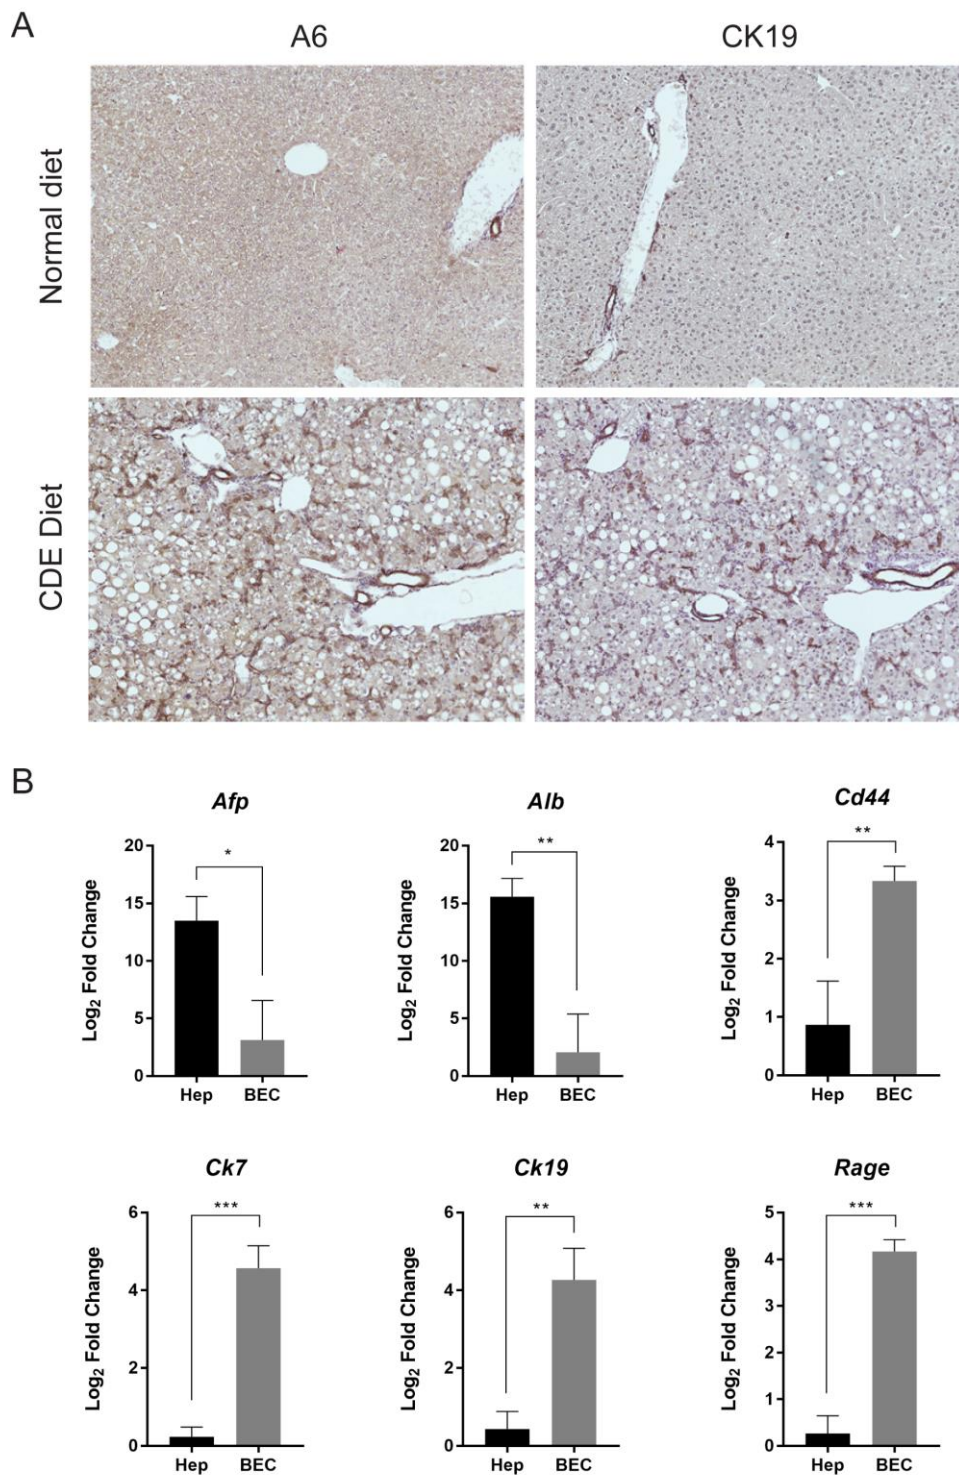 A
A6
CK19
Normal diet
CDE Diet
B
Afp
Alb
Cd44
Log2 Fold Change
20
15
10
5
0
*
Hep
BEC
Log2 Fold Change
20
15
10
5
0
**
Hep
BEC
Log2 Fold Change
4
3
2
1
0
**
Hep
BEC
Ck7
Ck19
Rage
Log2 Fold Change
6
4
2
0
***
Hep
BEC
Log2 Fold Change
6
4
2
0
**
Hep
BEC
Log2 Fold Change
5
4
3
2
1
0
***
Hep
BEC